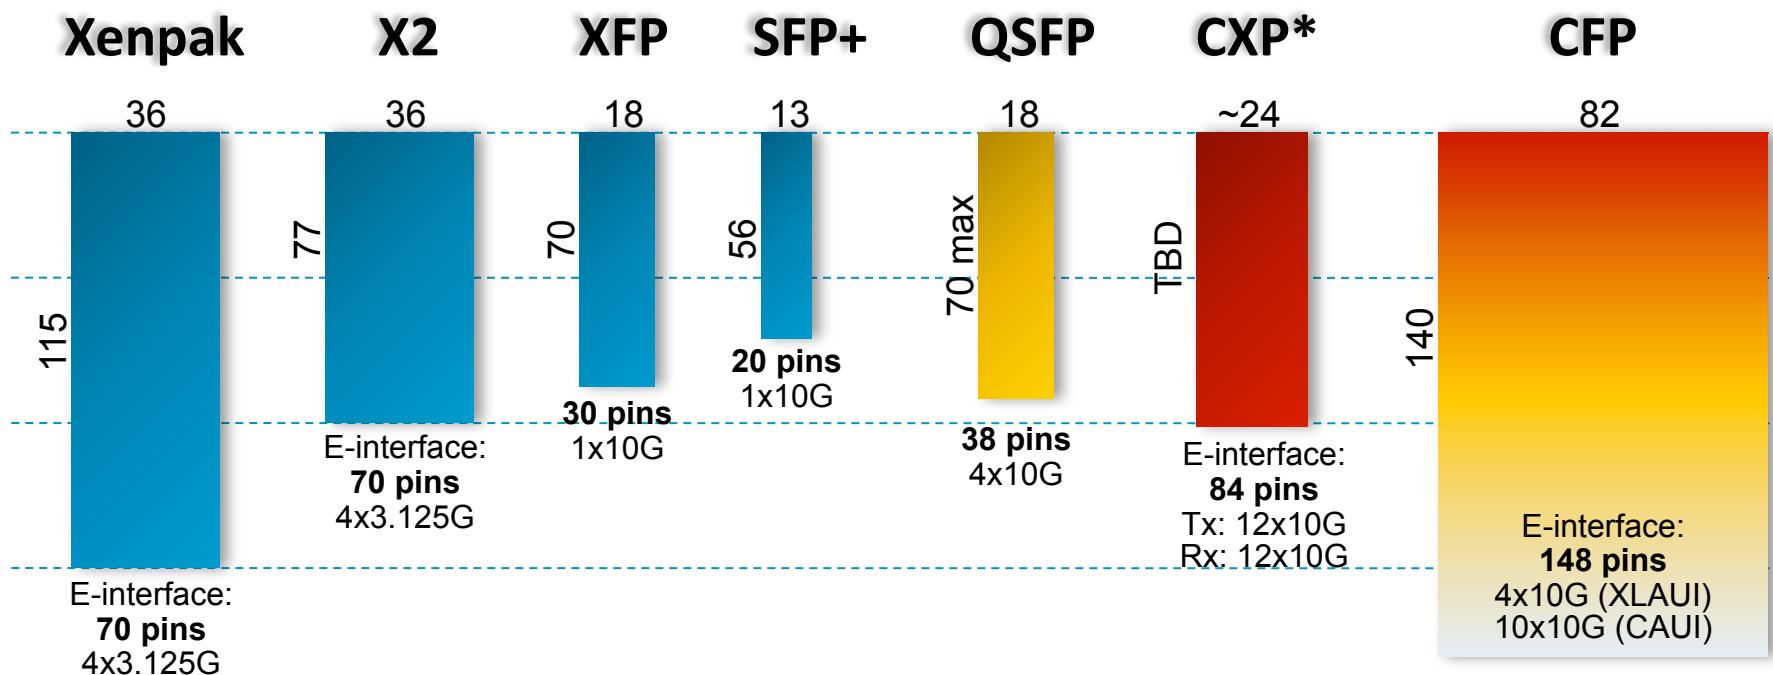 Xenpak
X2
XFP
SFP+
QSFP
CXP*
CFP
36
36
18
13
18
~24
82
115
77
70
56
70 max
TBD
140
E-interface:
70 pins
4x3.125G
E-interface:
70 pins
4x3.125G
30 pins
1x10G
20 pins
1x10G
38 pins
4x10G
E-interface:
84 pins
Tx: 12x10G
Rx: 12x10G
E-interface:
148 pins
4x10G (XLAUI)
10x10G (CAUI)